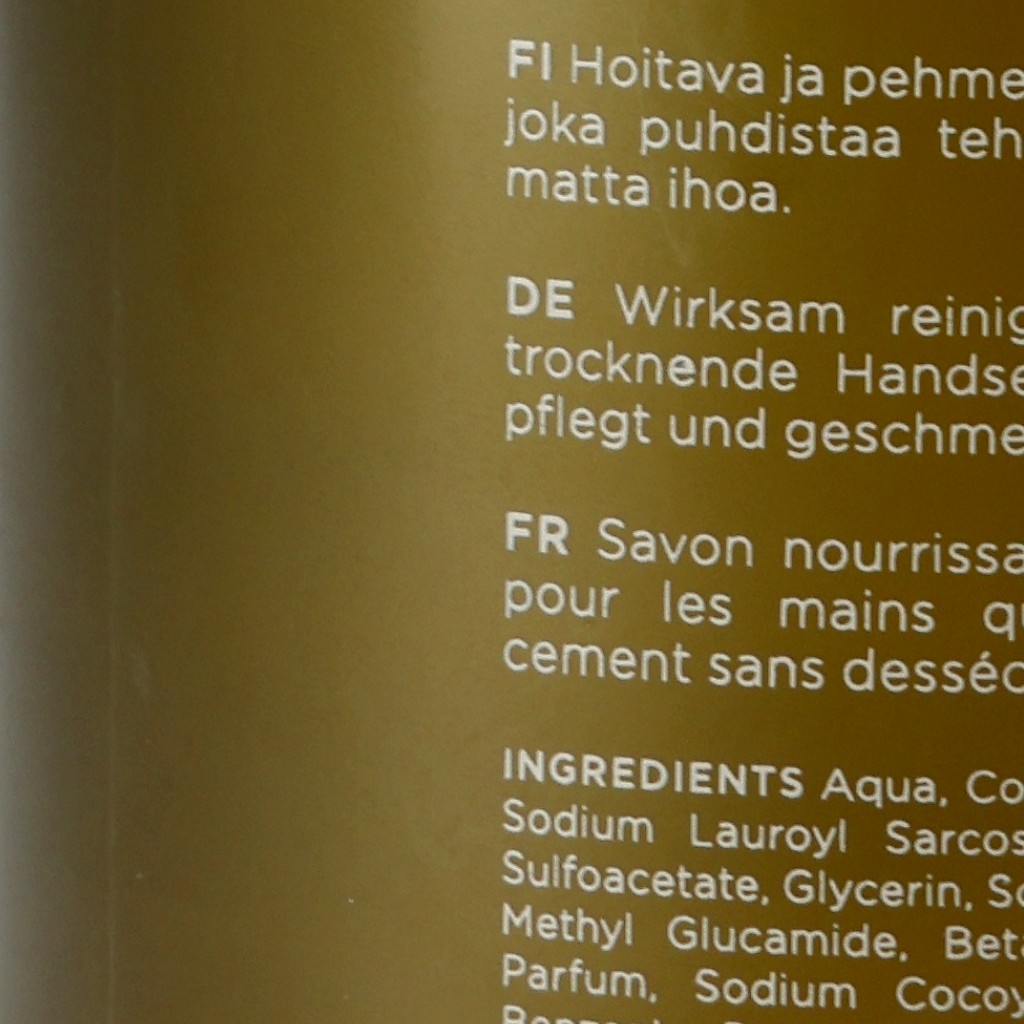 FI Hoitava ja pehme
joka puhdistaa teh
matta ihoa.
DE Wirksam reinig
trocknende Handse
pflegt und geschme
FR Savon nourrissa
pour les mains qu
cement sans desséc
INGREDIENTS Aqua, Co
Sodium Lauroyl Sarcos
Sulfoacetate, Glycerin, So
Methyl Glucamide, Beta
Parfum, Sodium Cocoy